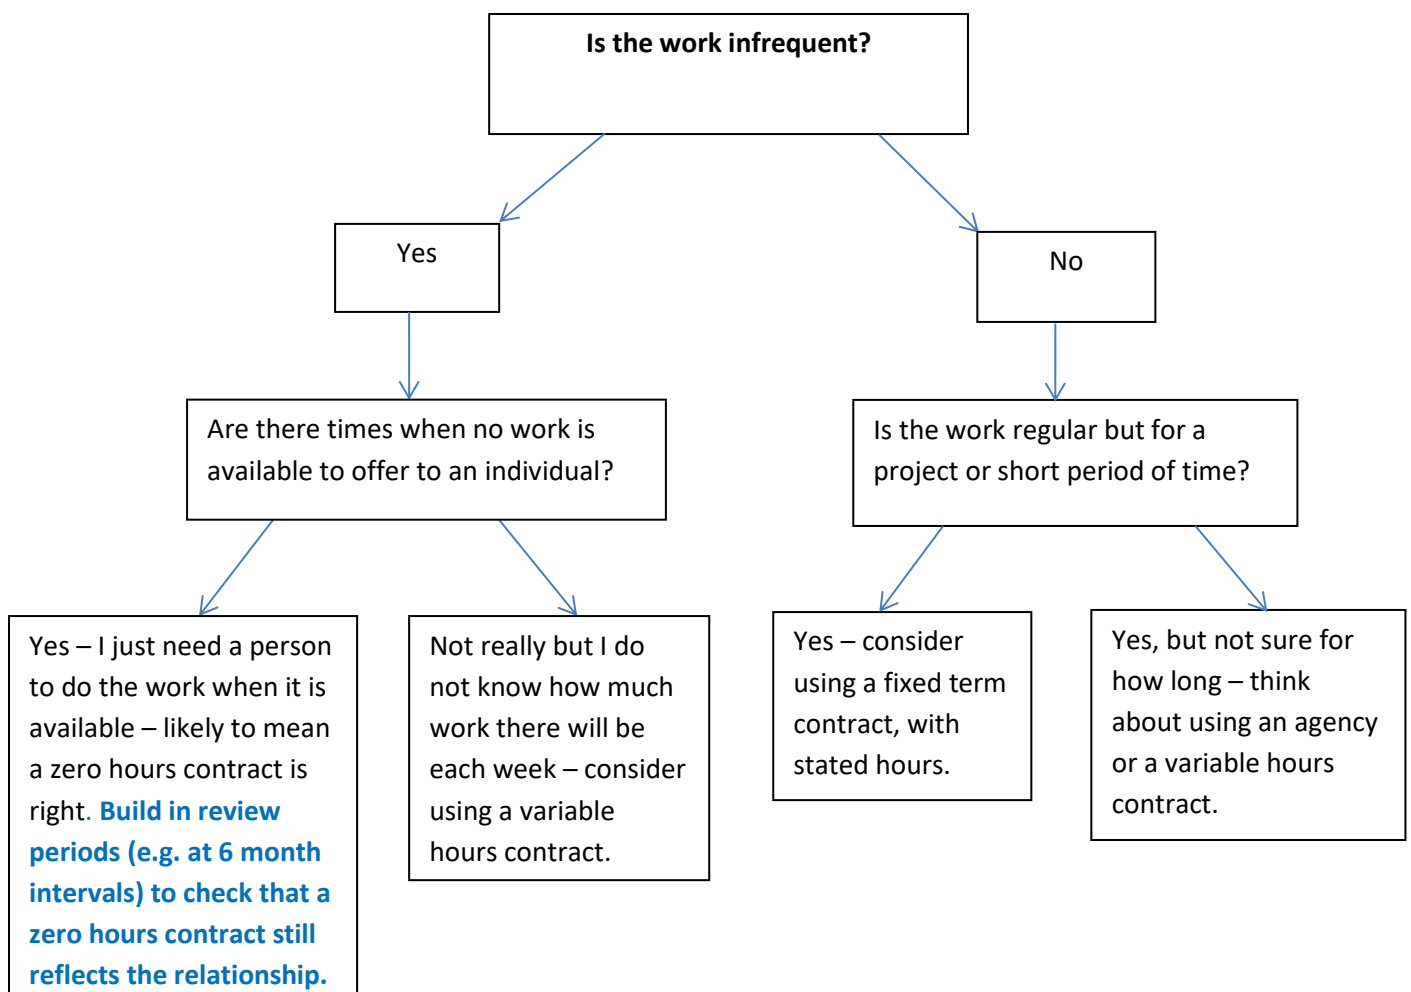 Is the work infrequent?
Yes
No
Are there times when no work is
available to offer to an individual?
Is the work regular but for a
project or short period of time?
Yes – I just need a person
to do the work when it is
available – likely to mean
a zero hours contract is
right. Build in review
periods (e.g. at 6 month
intervals) to check that a
zero hours contract still
reflects the relationship.
Not really but I do
not know how much
work there will be
each week – consider
using a variable
hours contract.
Yes – consider
using a fixed term
contract, with
stated hours.
Yes, but not sure for
how long – think
about using an agency
or a variable hours
contract.